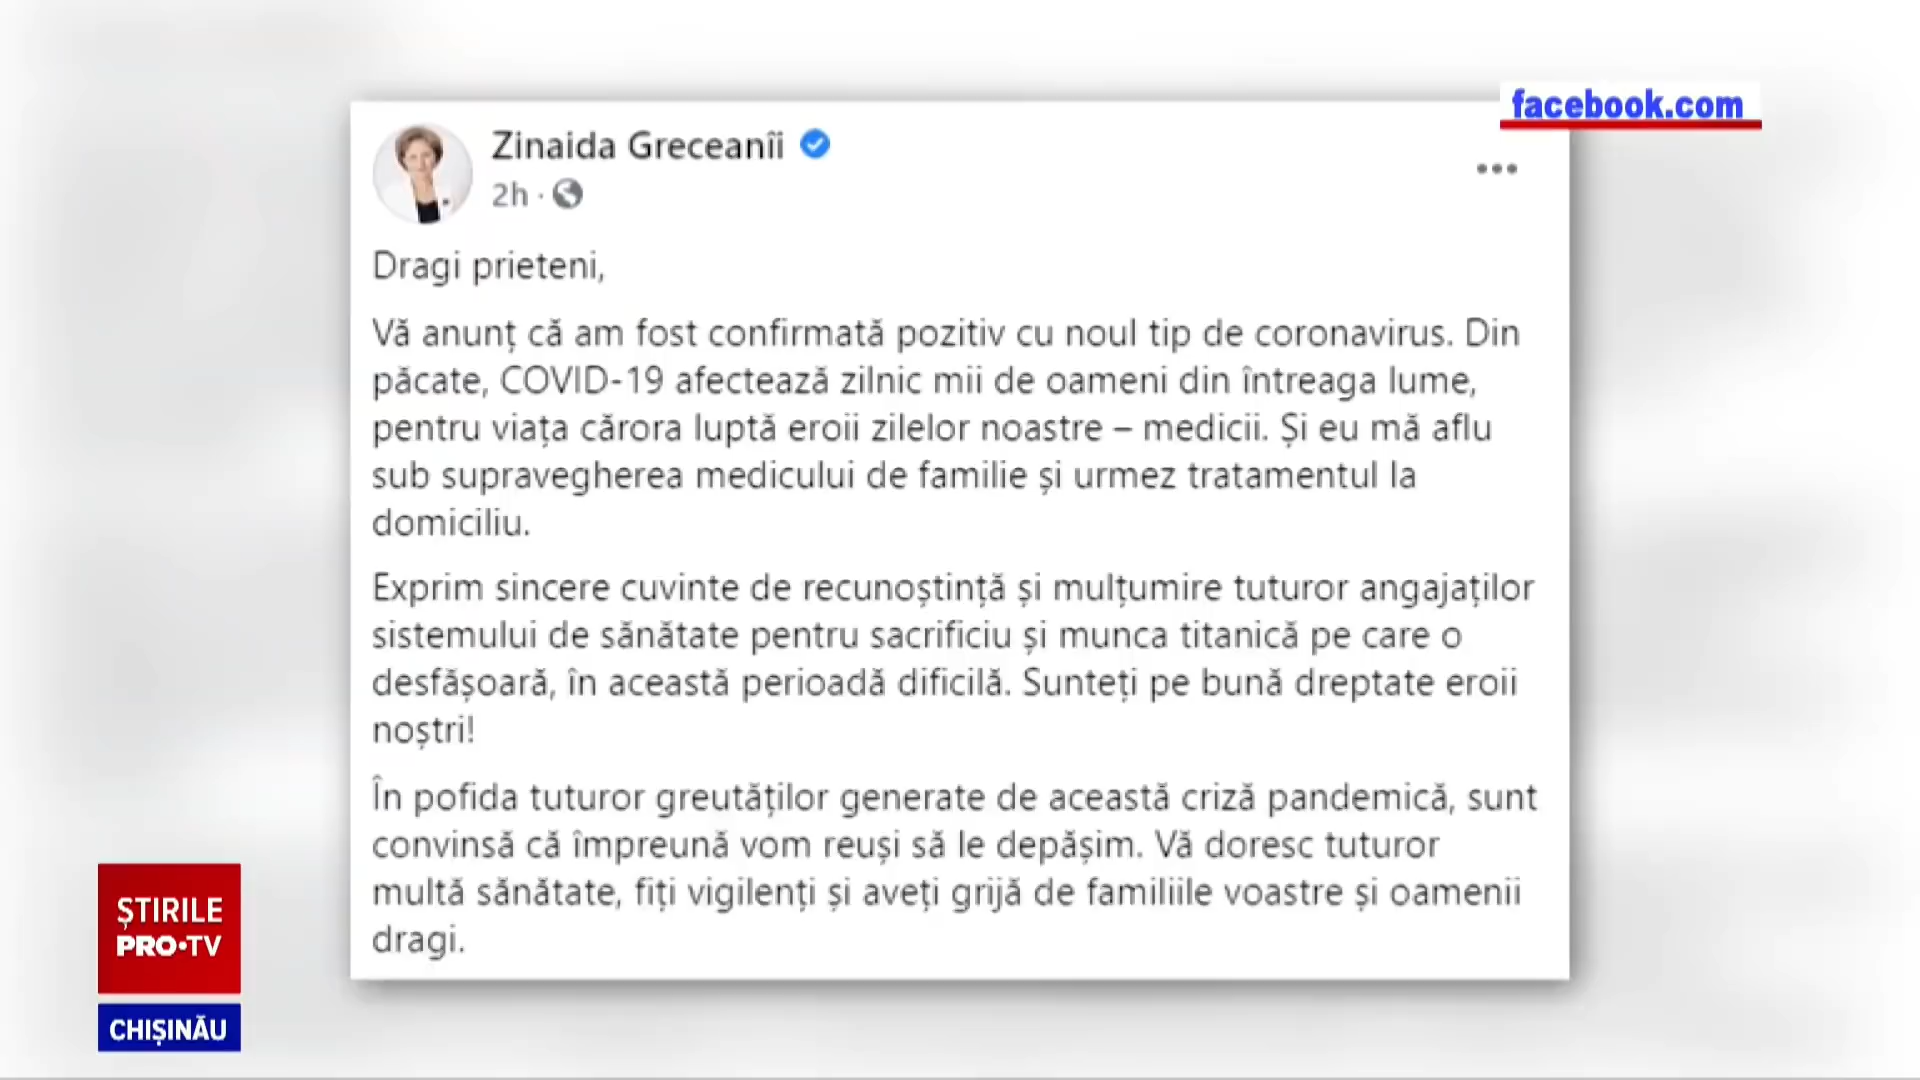 facebook.com
Zinaida Greceanîi
2h ·
Dragi prieteni,
Vă anunț că am fost confirmată pozitiv cu noul tip de coronavirus. Din
păcate, COVID-19 afectează zilnic mii de oameni din întreaga lume,
pentru viața cărora luptă eroii zilelor noastre – medicii. Și eu mă aflu
sub supravegherea medicului de familie și urmez tratamentul la
domiciliu.
Exprim sincere cuvinte de recunoștință și mulțumire tuturor angajaților
sistemului de sănătate pentru sacrificiu și munca titanică pe care o
desfășoară, în această perioadă dificilă. Sunteți pe bună dreptate eroii
noștri!
În pofida tuturor greutăților generate de această criză pandemică, sunt
convinsă că împreună vom reuși să le depășim. Vă doresc tuturor
multă sănătate, fiți vigilenți și aveți grijă de familiile voastre și oamenii
dragi.
ȘTIRILE
PRO•TV
CHIȘINĂU